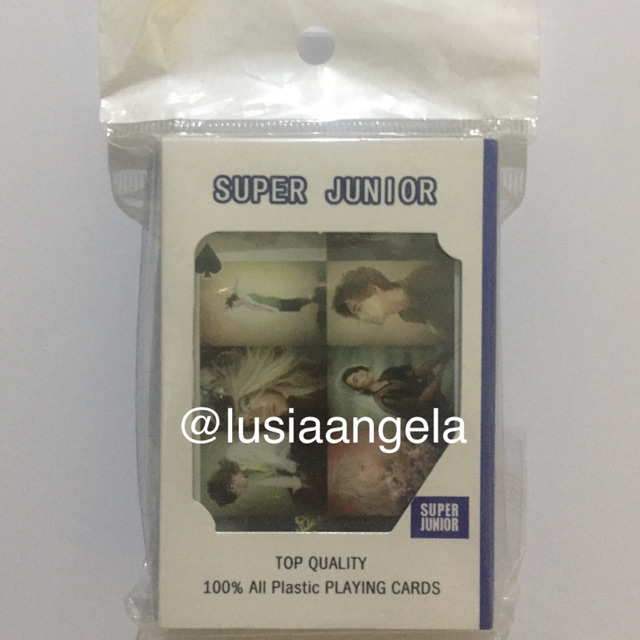 SUPER JUNIOR
@lusiaangela
SUPER
JUNIOR
TOP QUALITY
100% All Plastic PLAYING CARDS